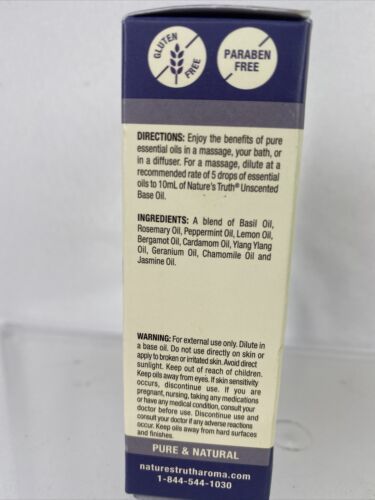 GLUTEN FREE
PARABEN
FREE
DIRECTIONS: Enjoy the benefits of pure
essential oils in a massage, your bath, or
in a diffuser. For a massage, dilute at a
recommended rate of 5 drops of essential
oils to 10mL of Nature's Truth® Unscented
Base Oil.
INGREDIENTS: A blend of Basil Oil,
Rosemary Oil, Peppermint Oil, Lemon Oil,
Bergamot Oil, Cardamom Oil, Ylang Ylang
Oil, Geranium Oil, Chamomile Oil and
Jasmine Oil.
WARNING: For external use only. Dilute in
a base oil. Do not use directly on skin or
apply to broken or irritated skin. Avoid direct
sunlight. Keep out of reach of children.
Keep oils away from eyes. If skin sensitivity
occurs, discontinue use. If you are
pregnant, nursing, taking any medications
or have any medical condition, consult your
doctor before use. Discontinue use and
consult your doctor if any adverse reactions
occur. Keep oils away from hard surfaces
and finishes.
PURE & NATURAL
naturestrutharoma.com
1-844-544-1030